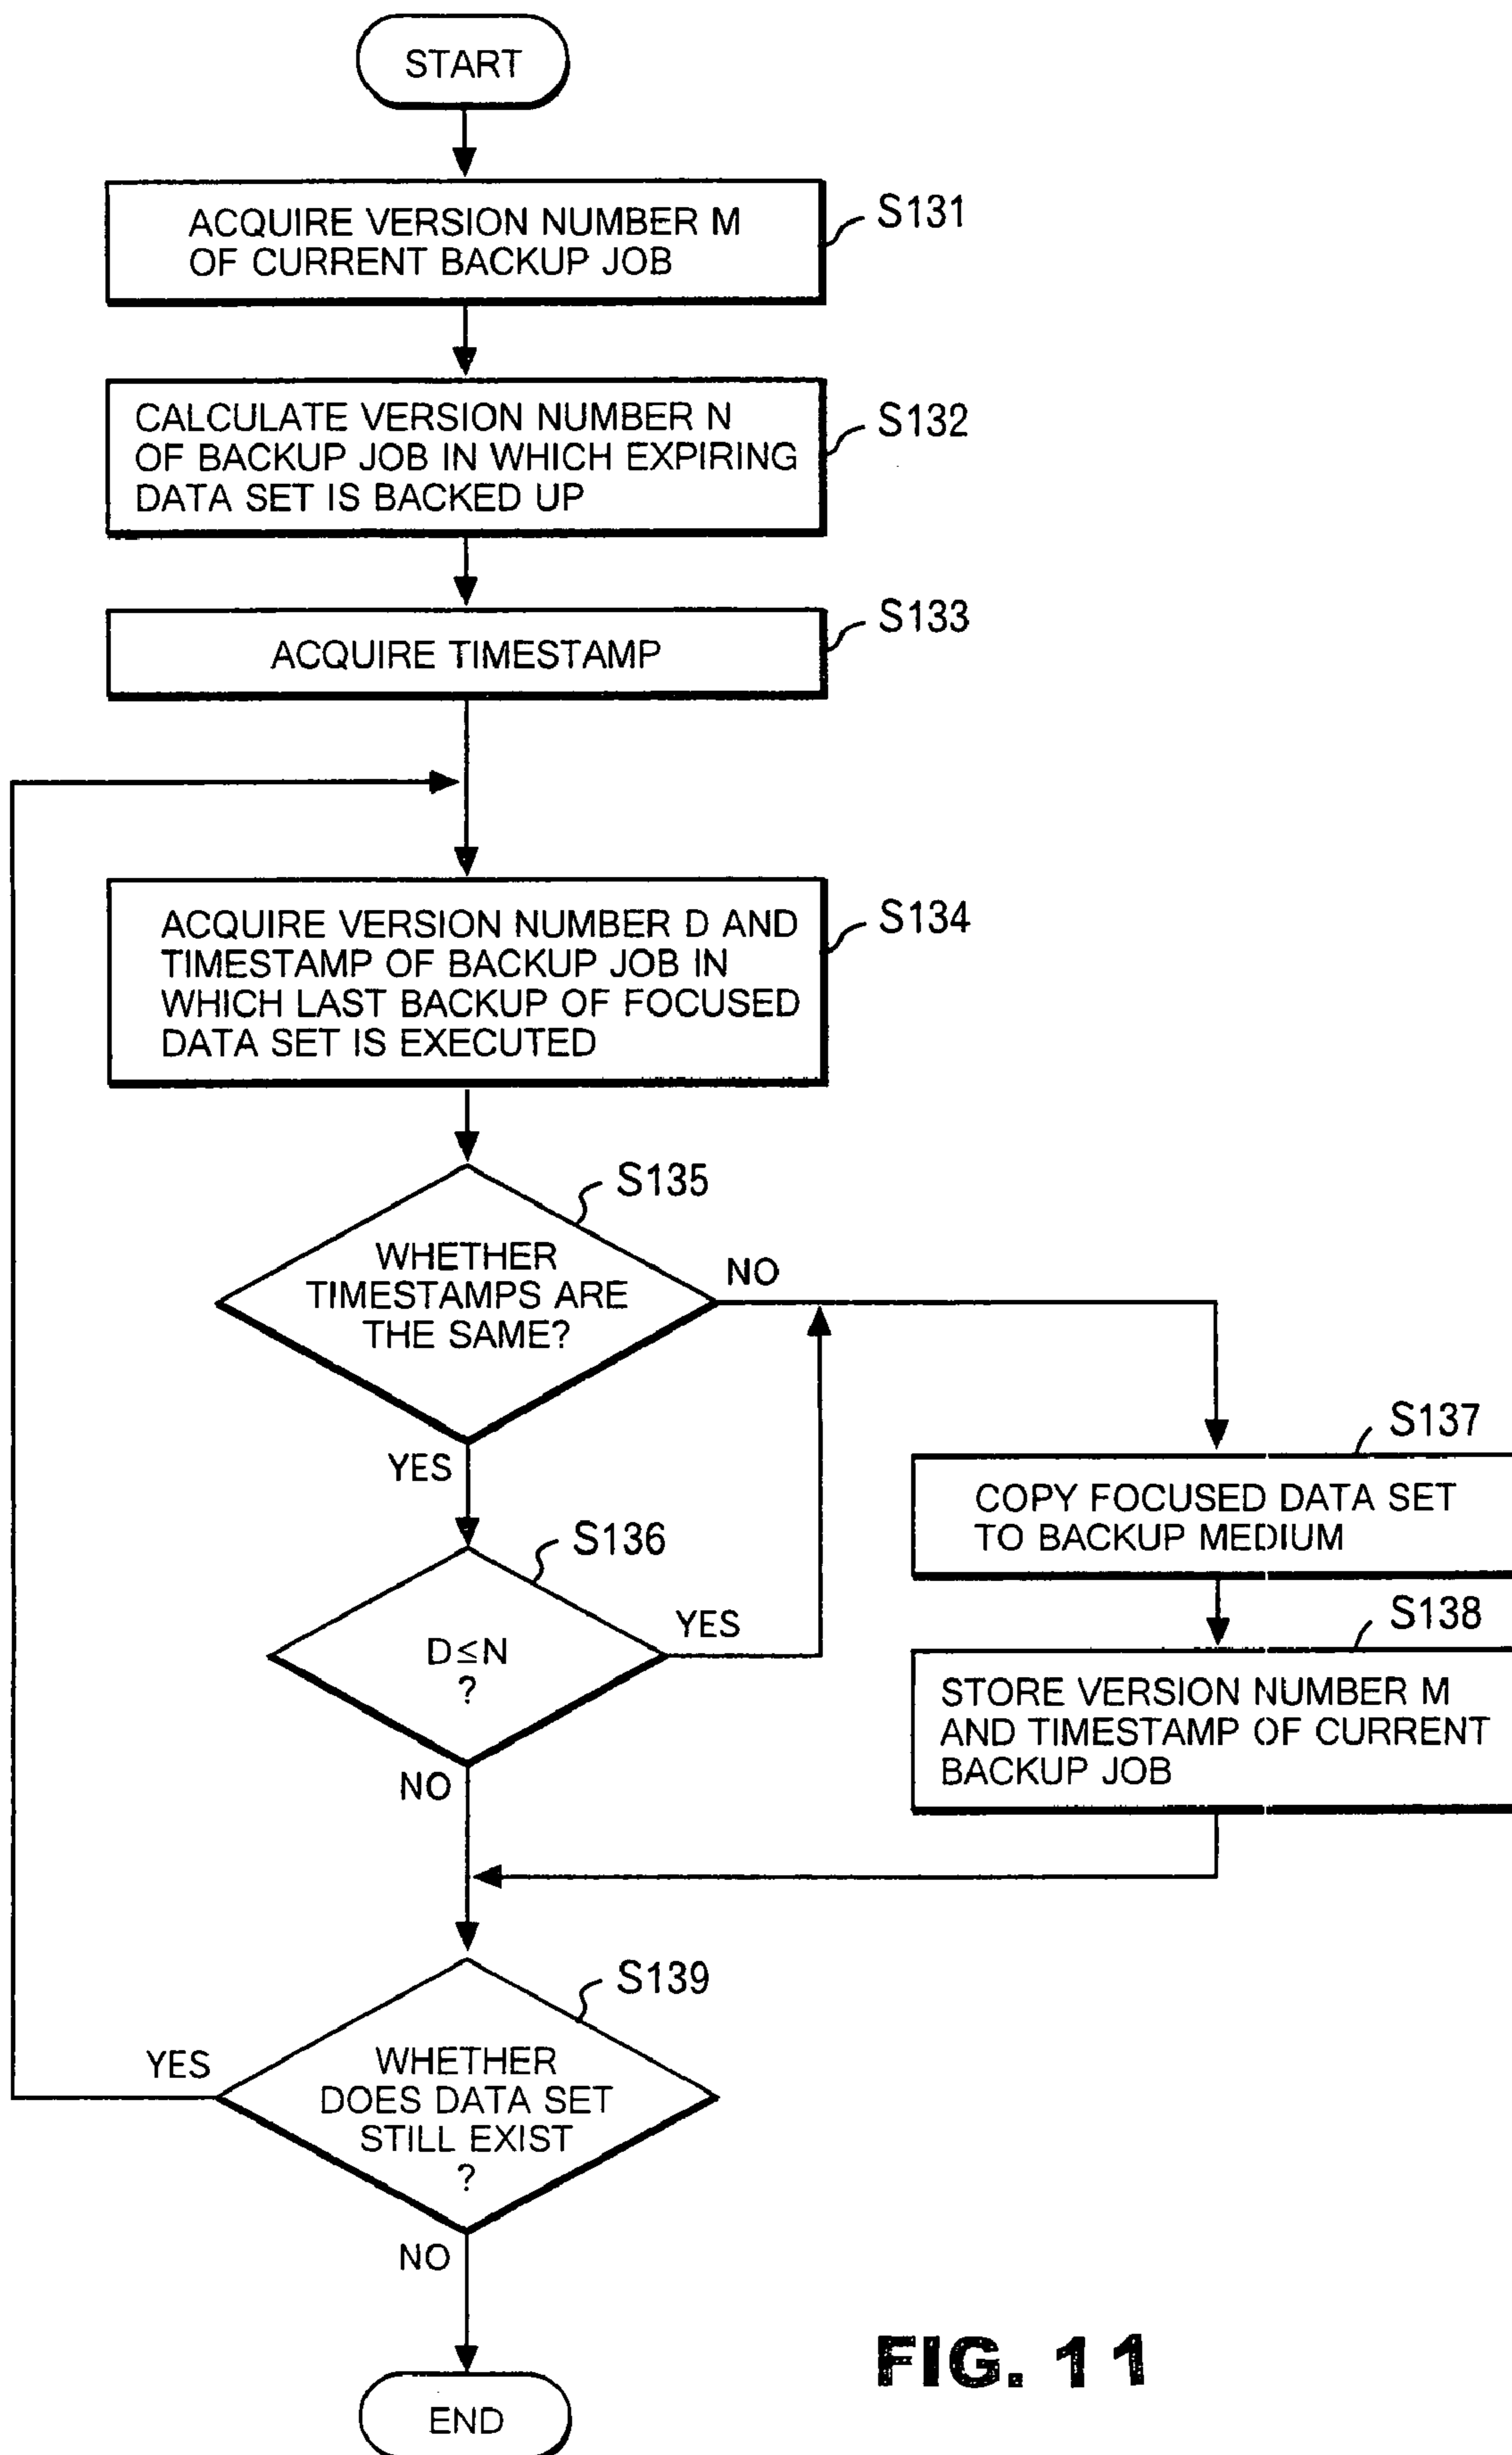 START
ACQUIRE VERSION NUMBER M
OF CURRENT BACKUP JOB
S131
CALCULATE VERSION NUMBER N
OF BACKUP JOB IN WHICH EXPIRING
DATA SET IS BACKED UP
S132
ACQUIRE TIMESTAMP
S133
ACQUIRE VERSION NUMBER D AND
TIMESTAMP OF BACKUP JOB IN
WHICH LAST BACKUP OF FOCUSED
DATA SET IS EXECUTED
S134
S135
WHETHER
TIMESTAMPS ARE
THE SAME?
NO
YES
S136
D≤N
?
YES
NO
S137
COPY FOCUSED DATA SET
TO BACKUP MEDIUM
S138
STORE VERSION NUMBER M
AND TIMESTAMP OF CURRENT
BACKUP JOB
S139
WHETHER
DOES DATA SET
STILL EXIST
?
YES
NO
END
FIG. 11